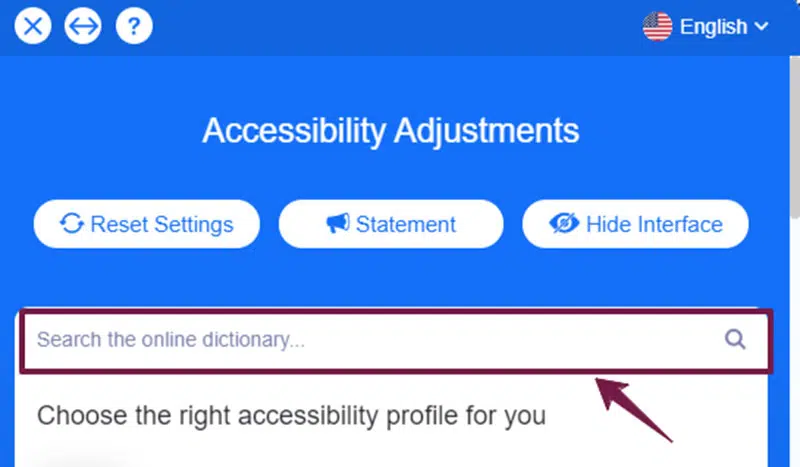 ?
English
Accessibility Adjustments
Reset Settings
Statement
Hide Interface
Search the online dictionary...
Choose the right accessibility profile for you